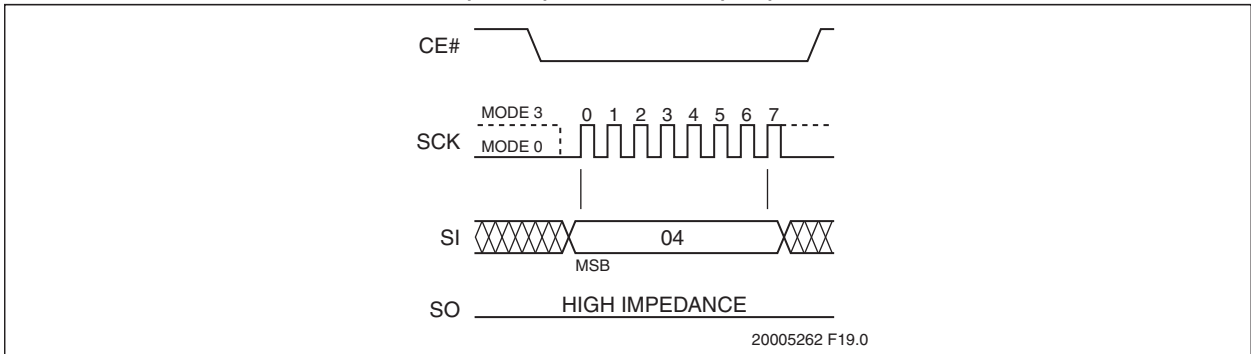 CE#
MODE 3
0 1 2 3 4 5 6 7
SCK
MODE 0
SI
04
MSB
SO
HIGH IMPEDANCE
20005262 F19.0